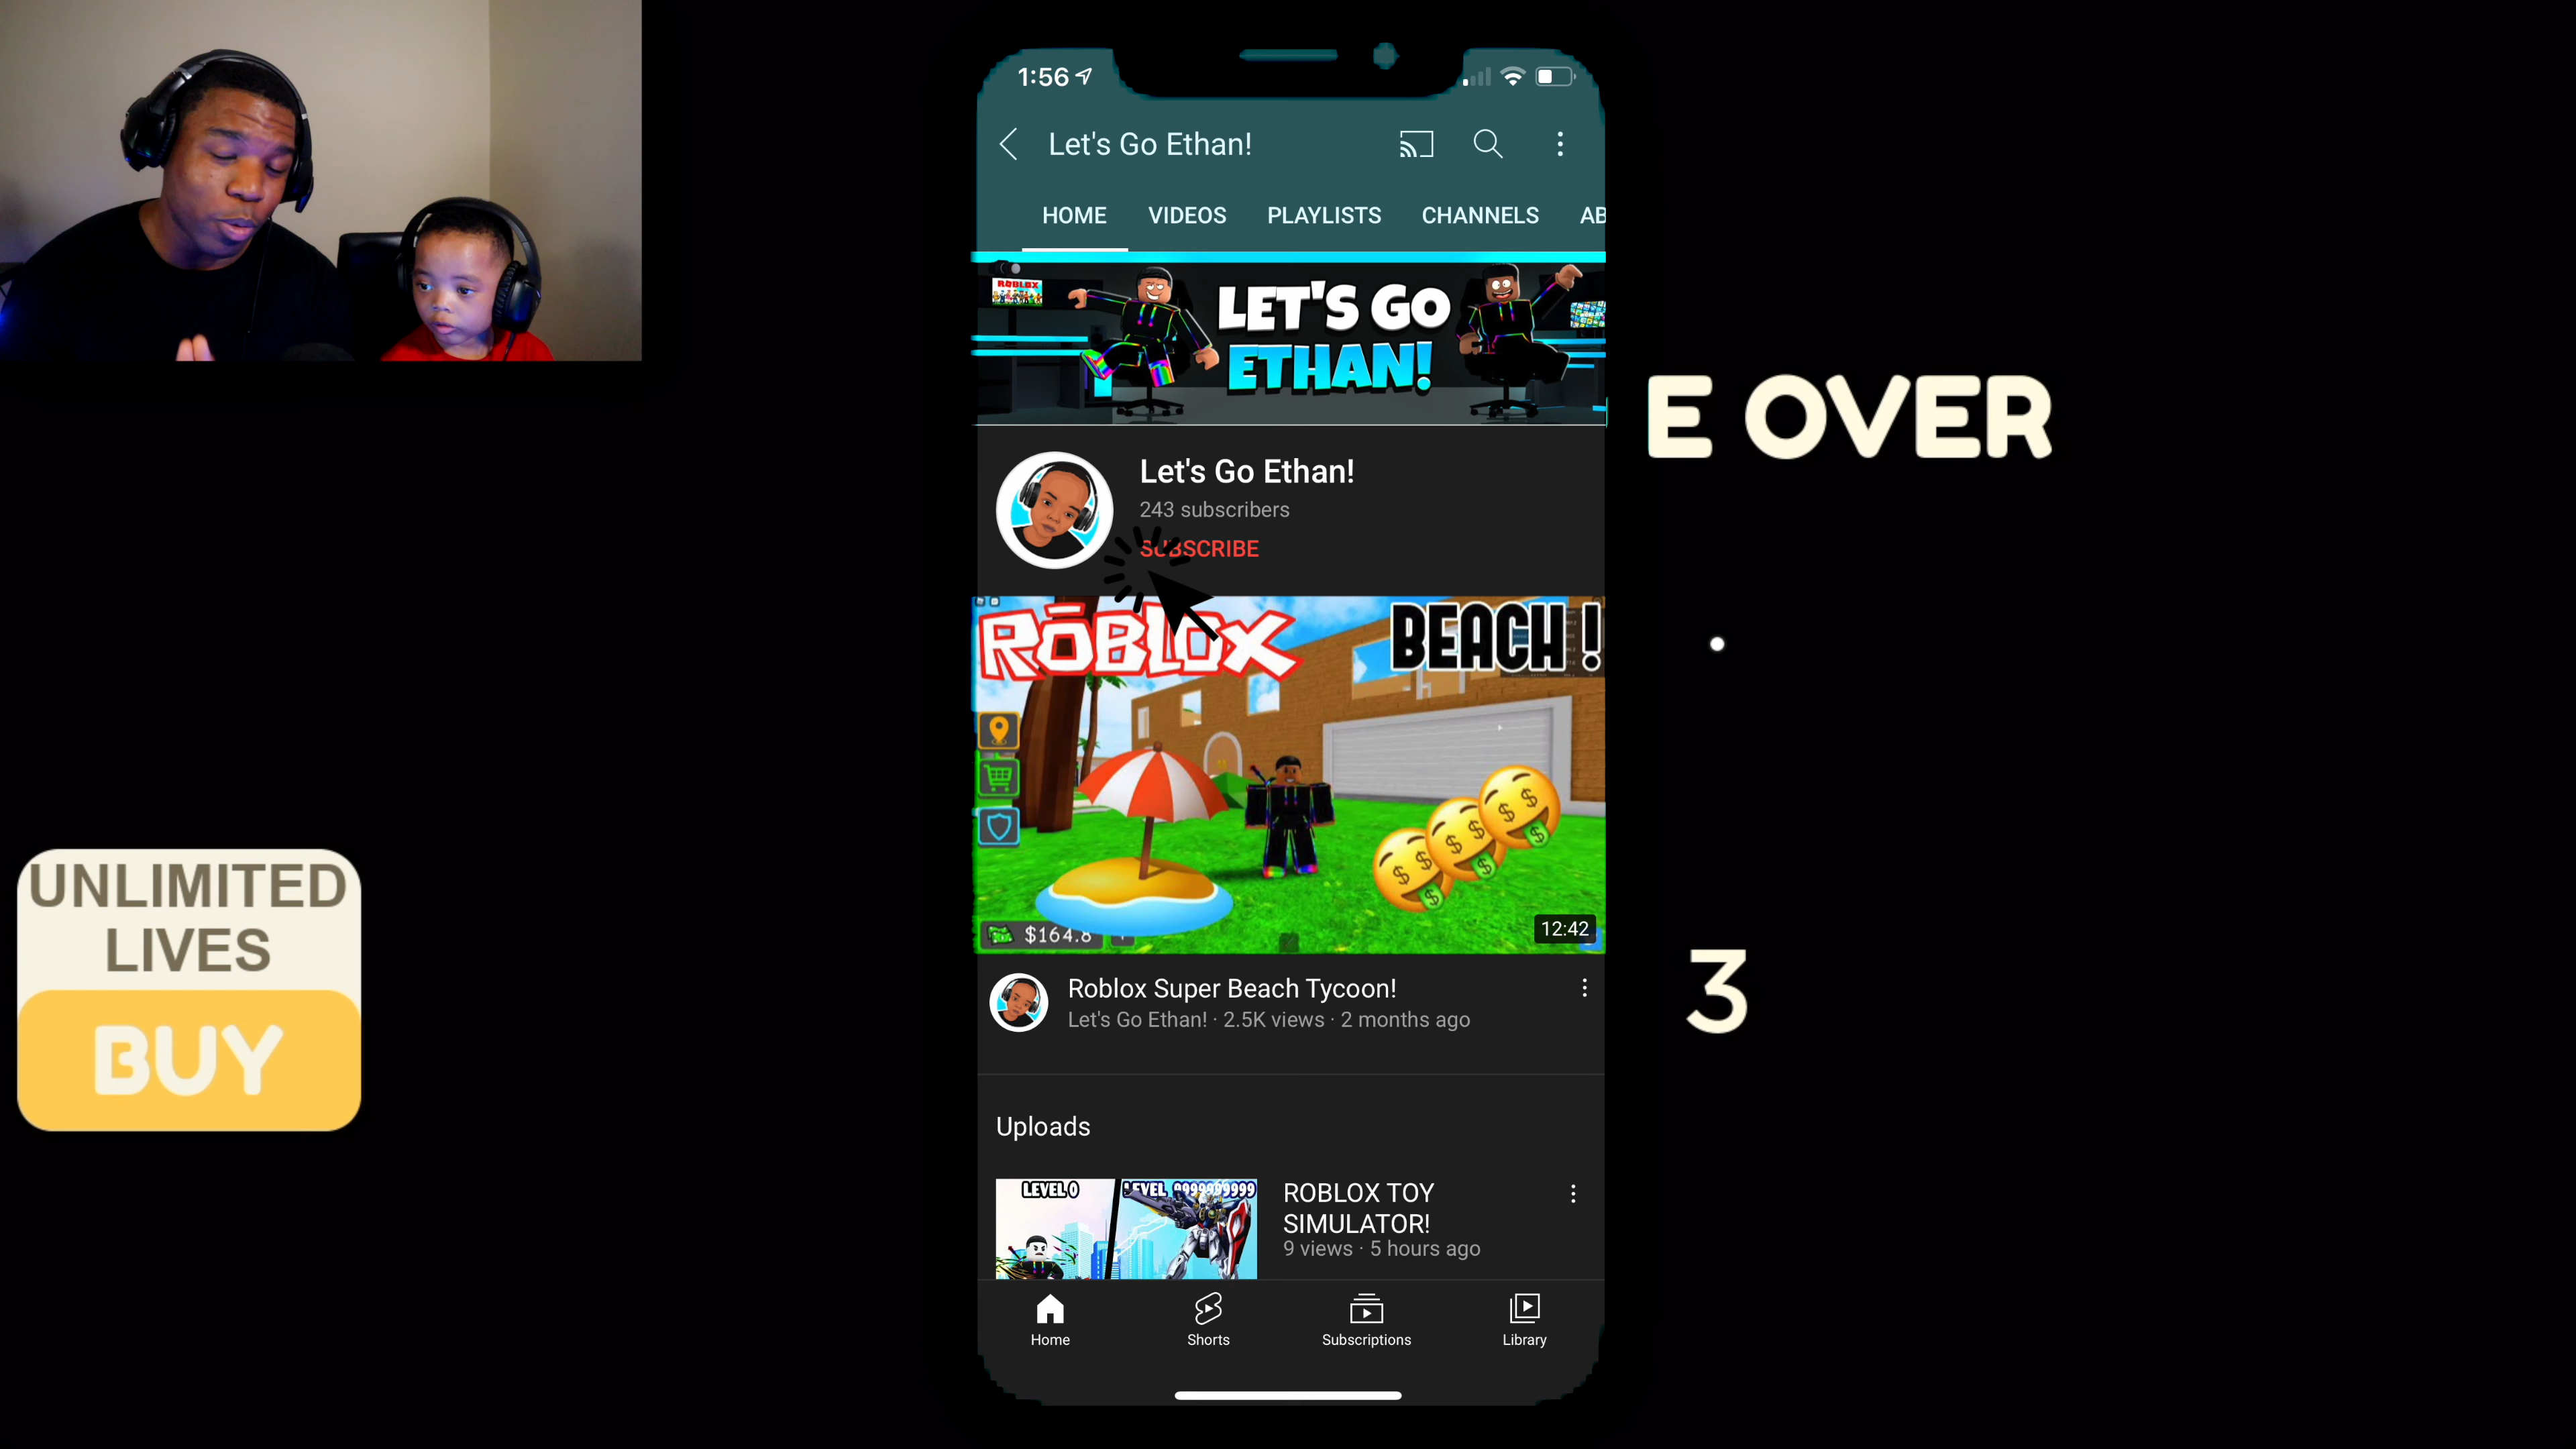 1:56
Let's Go Ethan!
HOME VIDEOS PLAYLISTS CHANNELS AB
ROBLOX
LET'S GO
ETHAN!
E OVER
Let's Go Ethan!
243 subscribers
SUBSCRIBE
ROBLOX BEACH !
UNLIMITED
LIVES
BUY
$164.8
12:42
3
Roblox Super Beach Tycoon!
Let's Go Ethan! · 2.5K views · 2 months ago
Uploads
LEVEL 0 LEVEL 9999999999
ROBLOX TOY
SIMULATOR!
9 views · 5 hours ago
Home Shorts Subscriptions Library